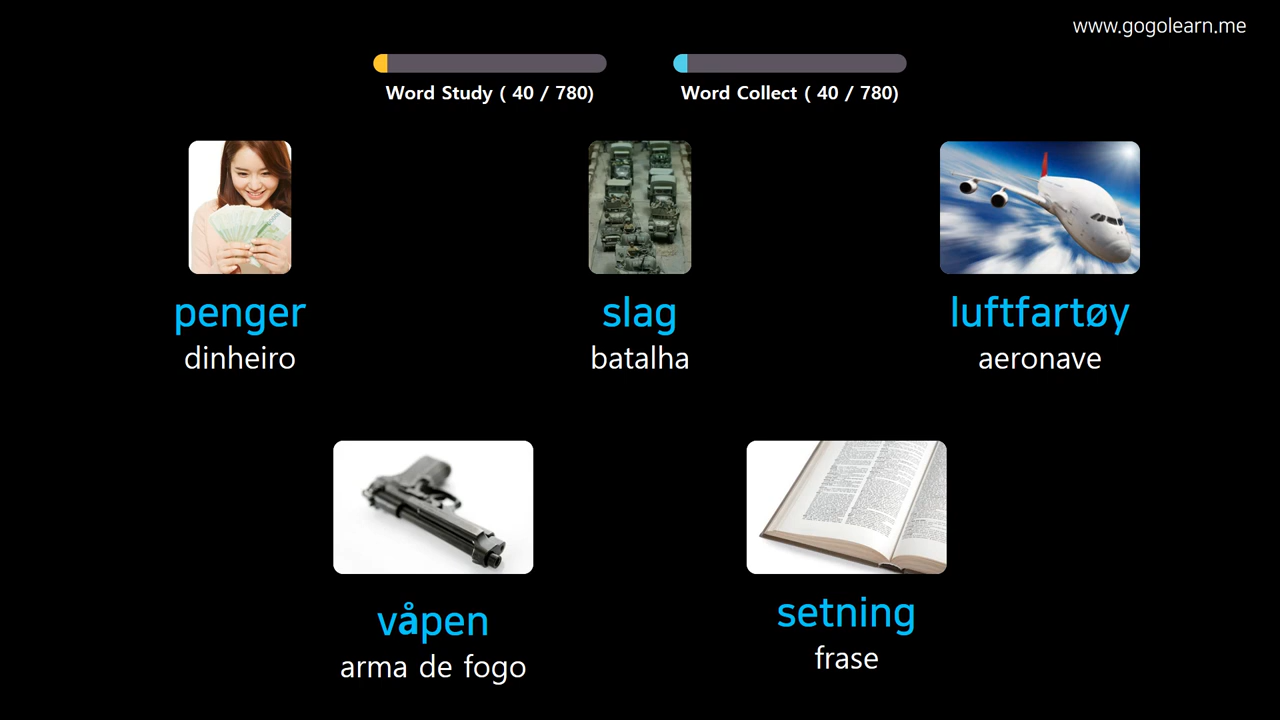 www.gogolearn.me
Word Study ( 40 / 780)
Word Collect ( 40 / 780)
penger
dinheiro
slag
batalha
luftfartøy
aeronave
våpen
arma de fogo
setning
frase